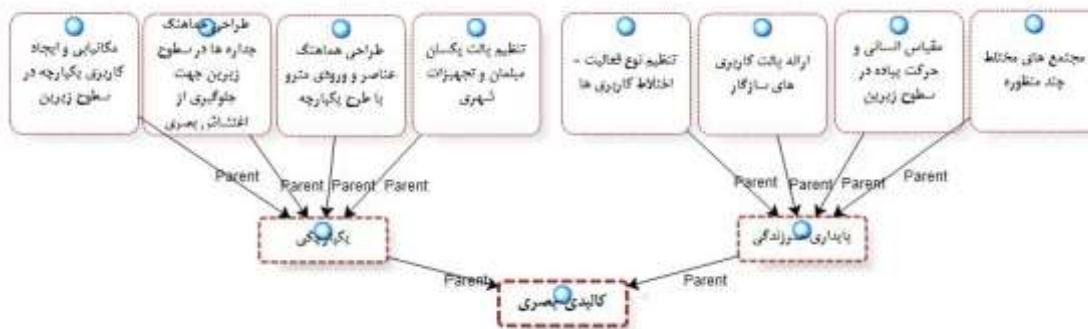 مکانیابی و ایجاد
کاربری یکپارچه در
سطوح زیرین
طراحی هماهنگ
جداره ها در سطوح
زیرین جهت
جلوگیری از
اغتشاش بصری
طراحی هماهنگ
عناصر و ورودی مترو
با طرح یکپارچه
تنظیم پالت یکسان
مبلمان و تجهیزات
شهری
تنظیم نوع فعالیت -
اختلاط کاربری ها
ارائه پالت کاربری
های سازگار
مقیاس انسانی و
حرکت پیاده در
سطوح زیرین
مجتمع های مختلط
چند منظوره
Parent
Parent
Parent
Parent
Parent
Parent
Parent
Parent
یکپارچگی
پایداری سرزندگی
Parent
Parent
کالبدی بصری